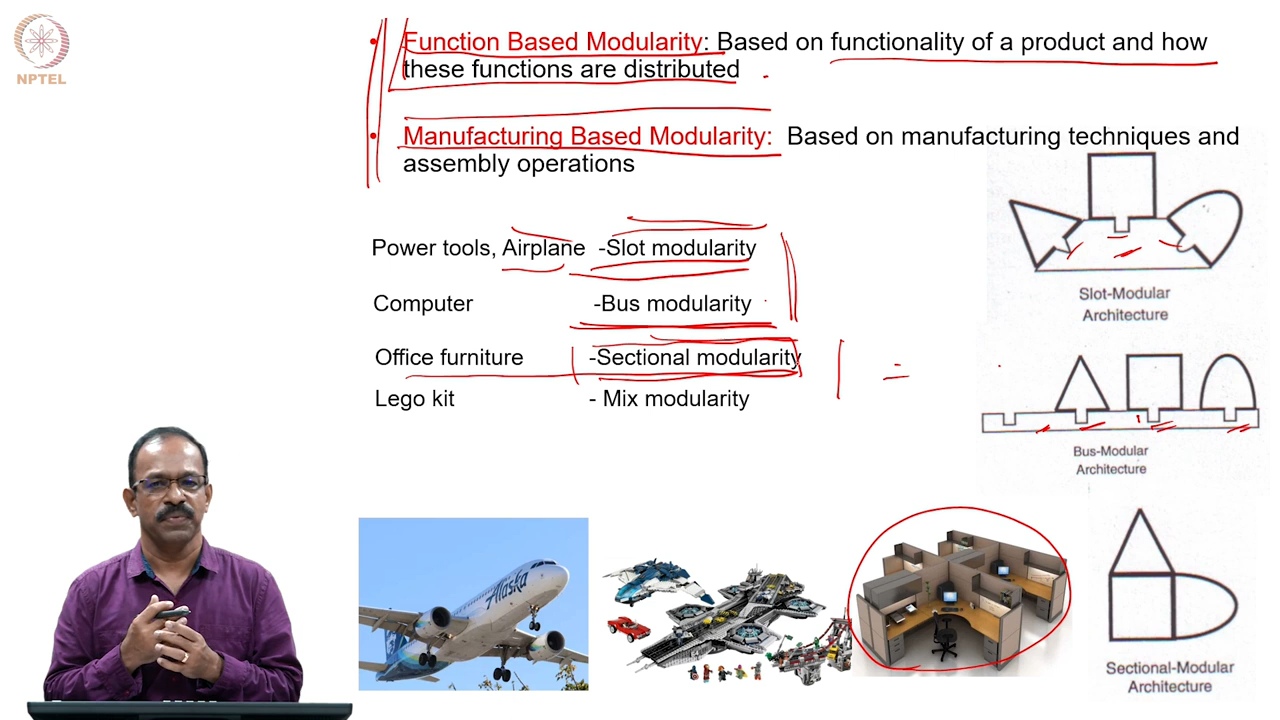 NPTEL
• Function Based Modularity: Based on functionality of a product and how
these functions are distributed
• Manufacturing Based Modularity: Based on manufacturing techniques and
assembly operations
Power tools, Airplane -Slot modularity
Computer -Bus modularity
Office furniture -Sectional modularity
Lego kit - Mix modularity
Slot-Modular
Architecture
Bus-Modular
Architecture
Sectional-Modular
Architecture
Alaska